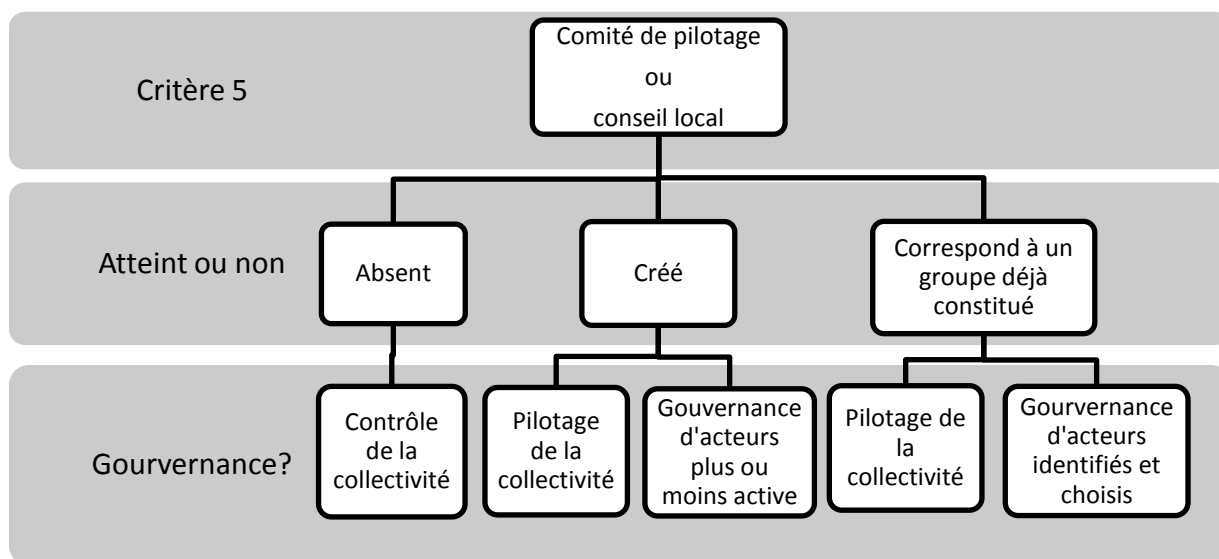 Critère 5
Comité de pilotage
ou
conseil local
Atteint ou non
Absent
Créé
Correspond à un
groupe déjà
constitué
Gourvernance?
Contrôle
de la
collectivité
Pilotage
de la
collectivité
Gouvernance
d'acteurs
plus ou
moins active
Pilotage de
la
collectivité
Gourvernance
d'acteurs
identifiés et
choisis